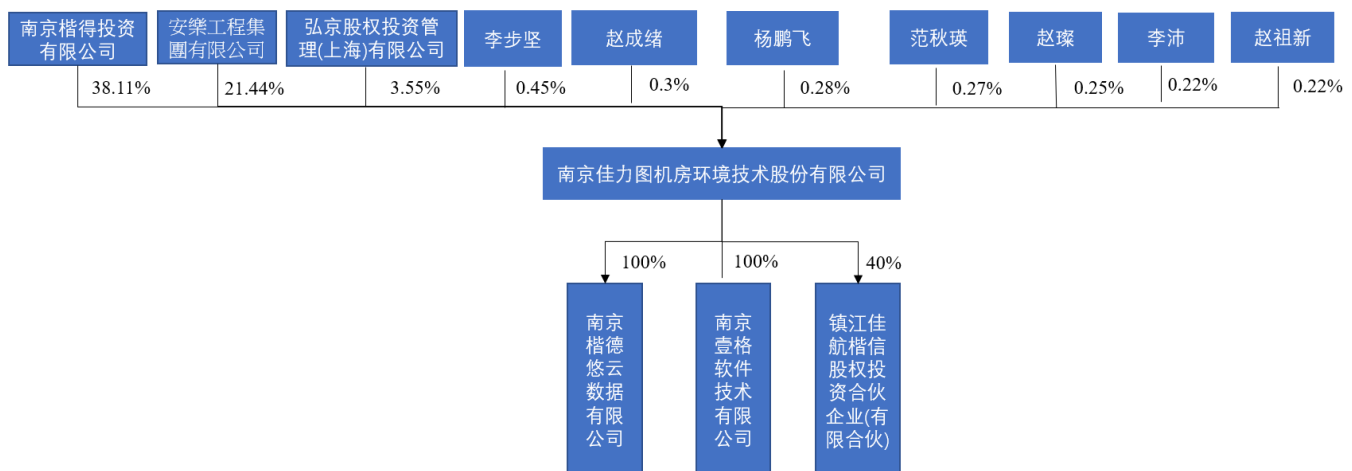 南京楷得投资
有限公司
安樂工程集
團有限公司
弘京股权投资管
理(上海)有限公司
李步坚
赵成绪
杨鹏飞
范秋瑛
赵璨
李沛
赵祖新
38.11%
21.44%
3.55%
0.45%
0.3%
0.28%
0.27%
0.25%
0.22%
0.22%
南京佳力图机房环境技术股份有限公司
100%
100%
40%
南京
楷德
悠云
数据
有限
公司
南京
壹格
软件
技术
有限
公司
镇江佳
航楷信
股权投
资合伙
企业(有
限合伙)